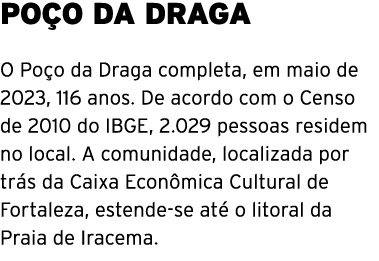 POÇO DA DRAGA
O Poço da Draga completa, em maio de
2023, 116 anos. De acordo com o Censo
de 2010 do IBGE, 2.029 pessoas residem
no local. A comunidade, localizada por
trás da Caixa Econômica Cultural de
Fortaleza, estende-se até o litoral da
Praia de Iracema.